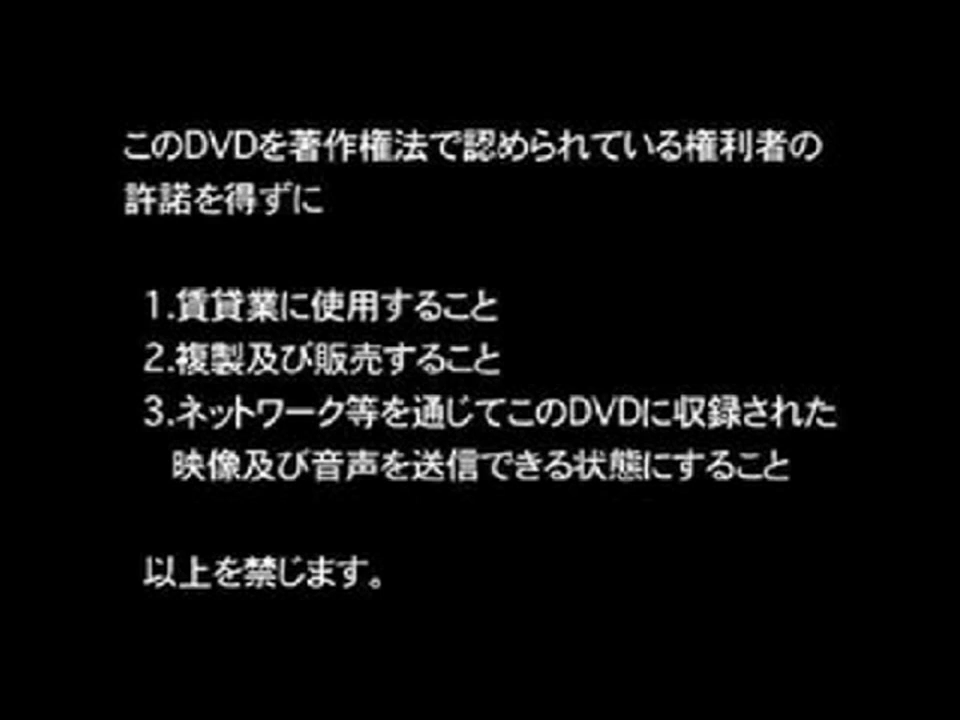 このDVDを著作権法で認められている権利者の
許諾を得ずに
1.賃貸業に使用すること
2.複製及び販売すること
3.ネットワーク等を通じてこのDVDに収録された
映像及び音声を送信できる状態にすること
以上を禁じます。